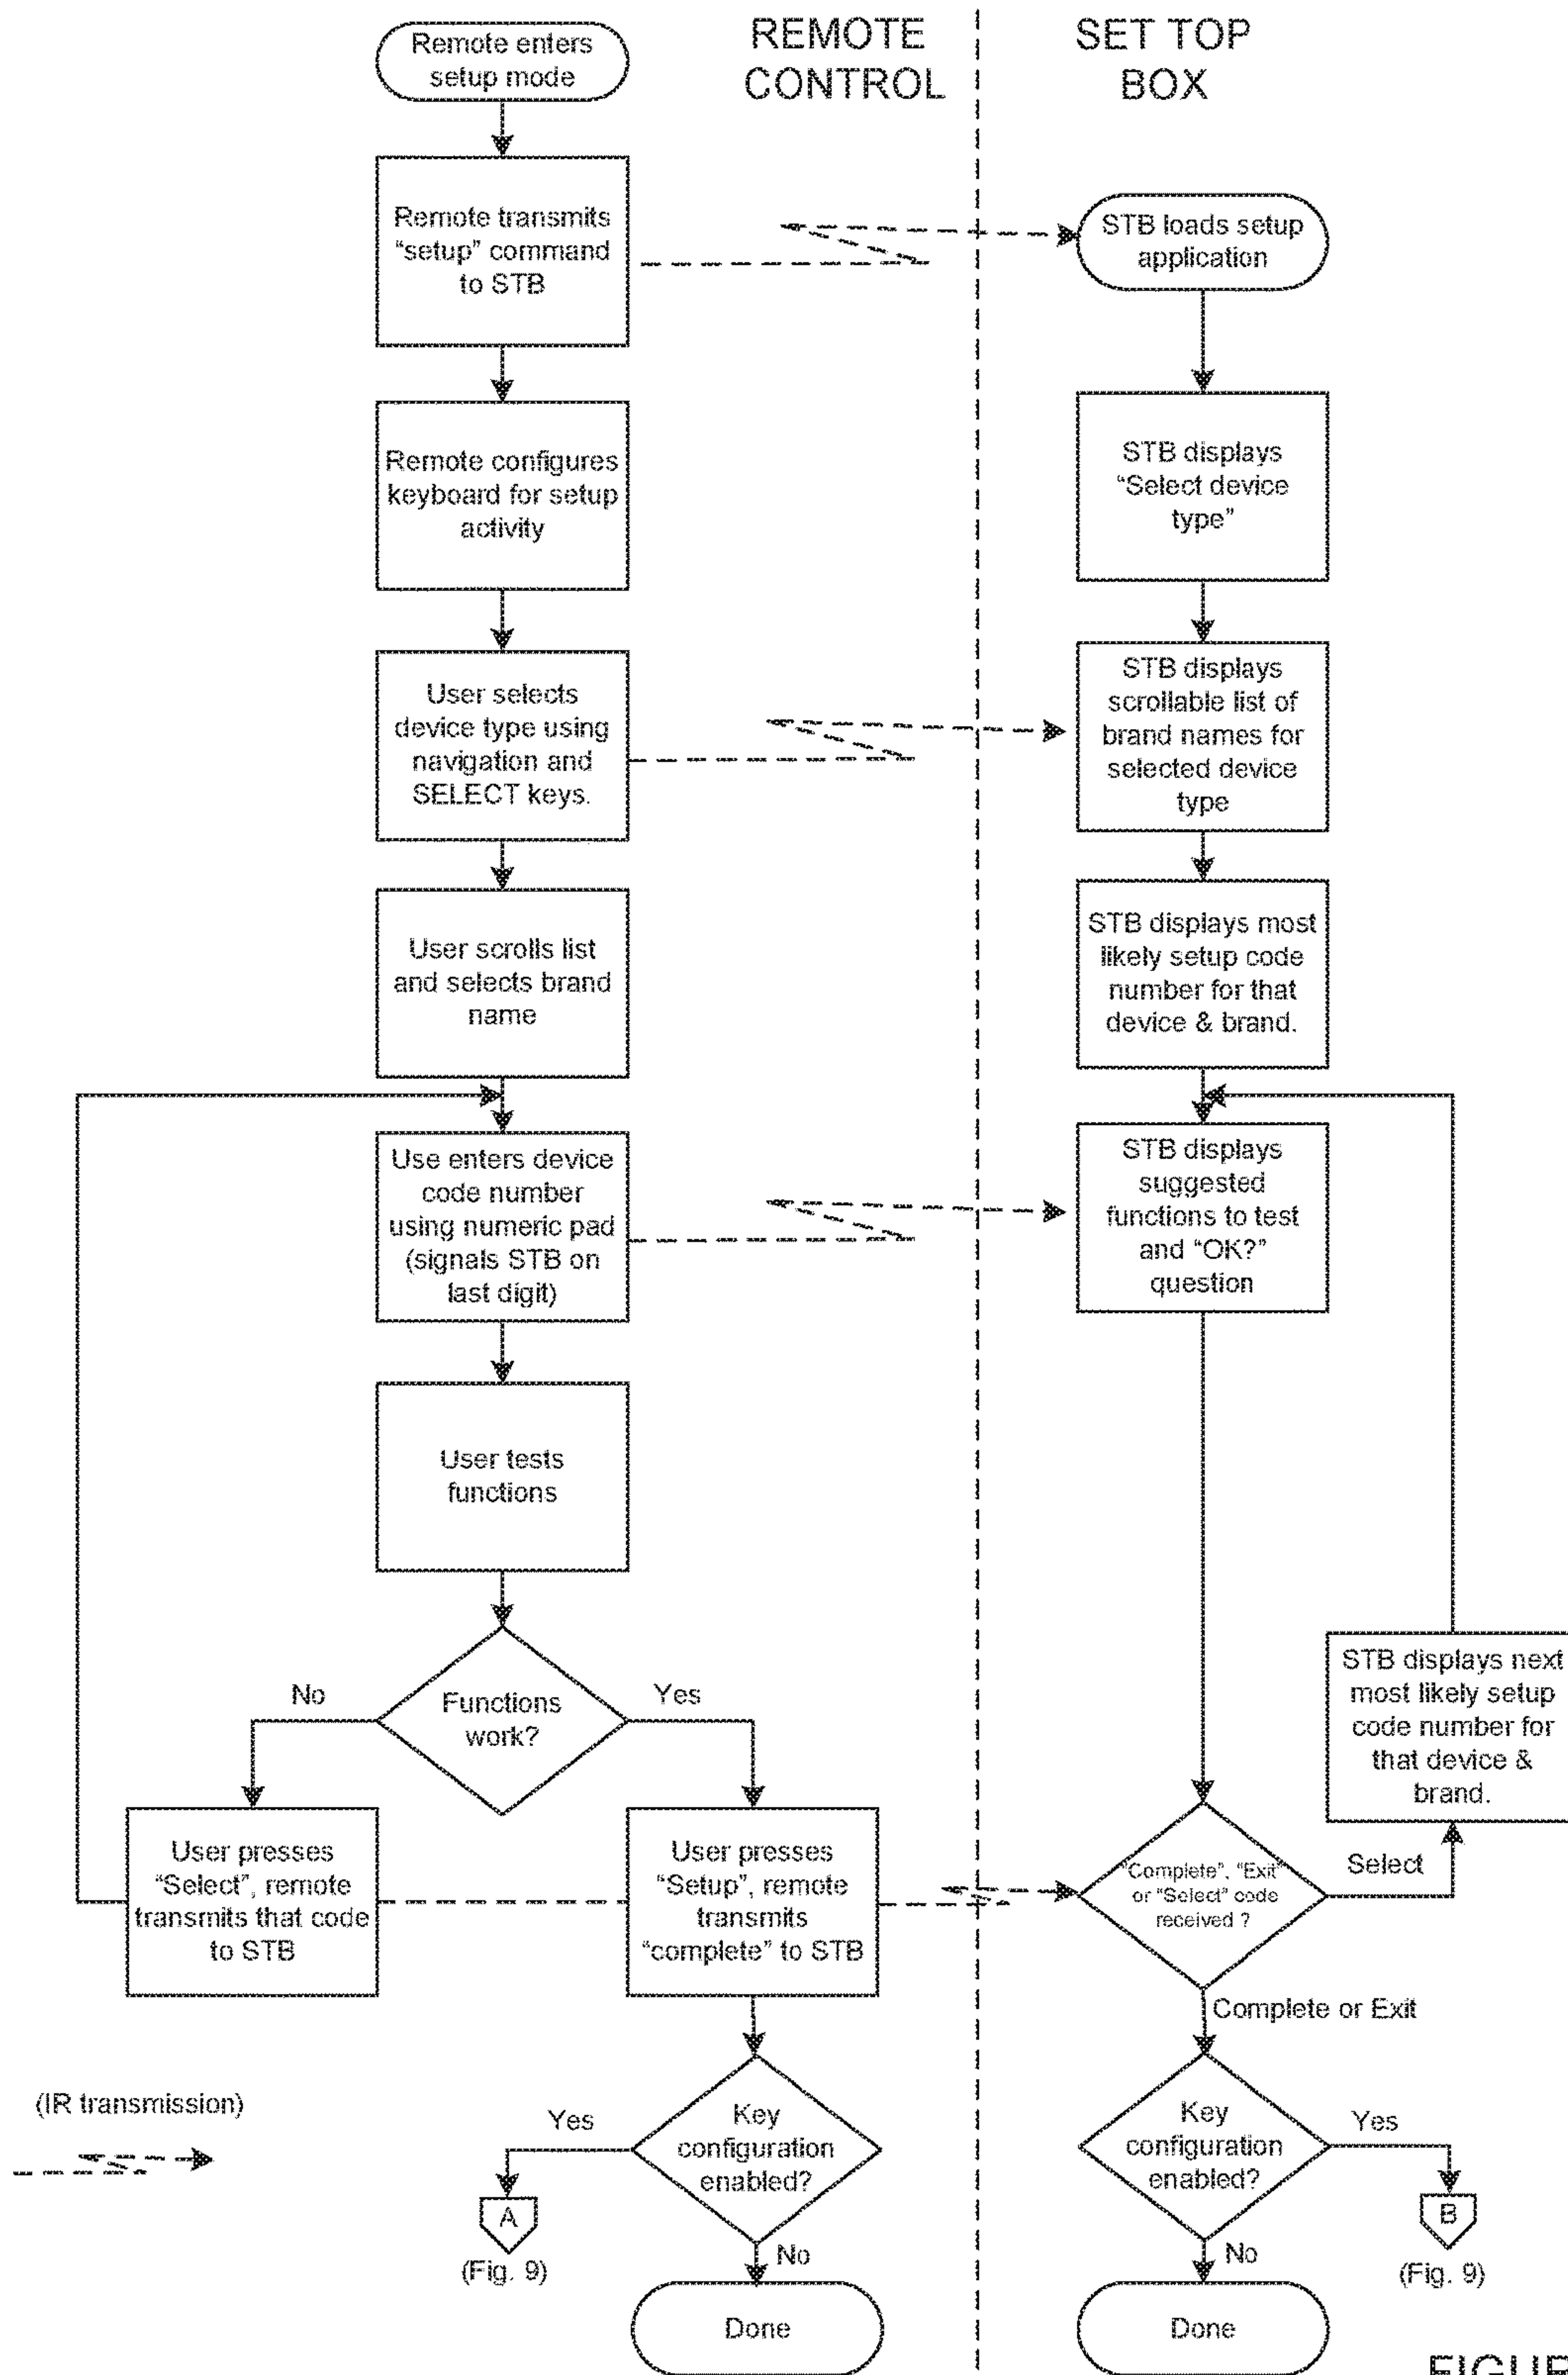 REMOTE
CONTROL
SET TOP
BOX
Remote enters
setup mode
Remote transmits
“setup” command
to STB
STB loads setup
application
Remote configures
keyboard for setup
activity
STB displays
“Select device
type”
User selects
device type using
navigation and
SELECT keys.
STB displays
scrollable list of
brand names for
selected device
type
User scrolls list
and selects brand
name
STB displays most
likely setup code
number for that
device & brand.
Use enters device
code number
using numeric pad
(signals STB on
last digit)
STB displays
suggested
functions to test
and “OK?”
question
User tests
functions
Functions
work?
No
Yes
STB displays next
most likely setup
code number for
that device &
brand.
User presses
“Select”, remote
transmits that code
to STB
User presses
“Setup”, remote
transmits
“complete” to STB
“Complete”, “Exit”
or “Select” code
received ?
Select
Complete or Exit
(IR transmission)
Key
configuration
enabled?
Yes
A
(Fig. 9)
No
Done
Key
configuration
enabled?
Yes
B
(Fig. 9)
No
Done